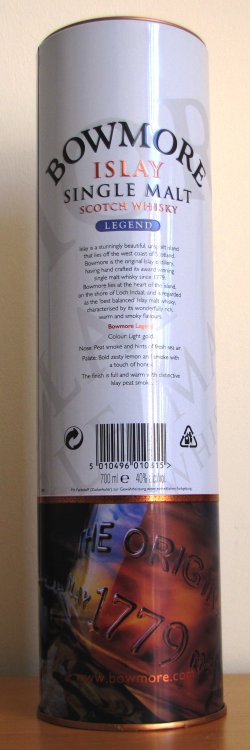 BOWMORE
ISLAY
SINGLE MALT
SCOTCH WHISKY
LEGEND
Islay is a stunningly beautiful island
that lies off the west coast of Scotland.
Bowmore is the original Islay distillery,
having hand crafted its award winning
single malt whisky since 1779.
Bowmore lies at the heart of the island,
on the shore of Loch Indaal, and is regarded
as the 'best balanced' Islay malt whisky,
characterised by its wonderfully rich,
warm and smoky flavours.
Bowmore Legend
Colour: Light gold.
Nose: Peat smoke and hints of fresh sea air.
Palate: Bold zesty lemon and smoke with
a touch of honey.
The finish is full and warm with distinctive
Islay peat smoke.
5 010496 010815 >
700 ml e 40% alc/vol.
THE ORIGIN
1779
www.bowmore.com